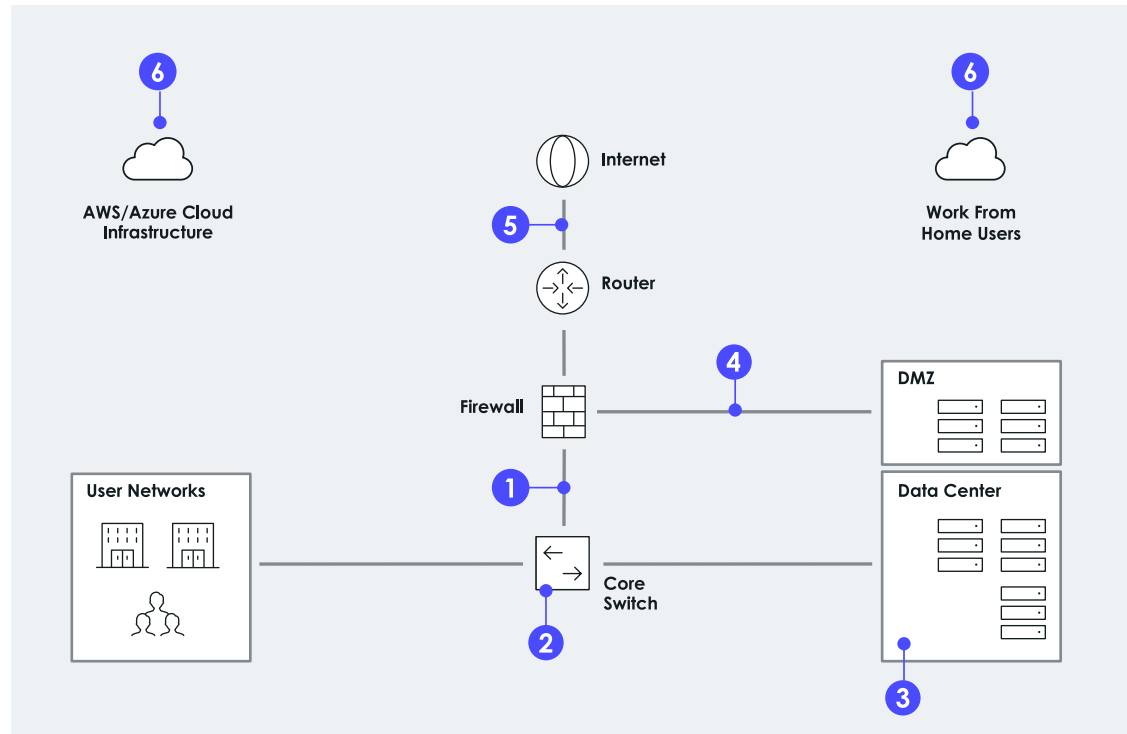 6
6
Internet
AWS/Azure Cloud
Infrastructure
5
Work From
Home Users
Router
4
DMZ
Firewall
1
User Networks
Data Center
Core
Switch
2
3